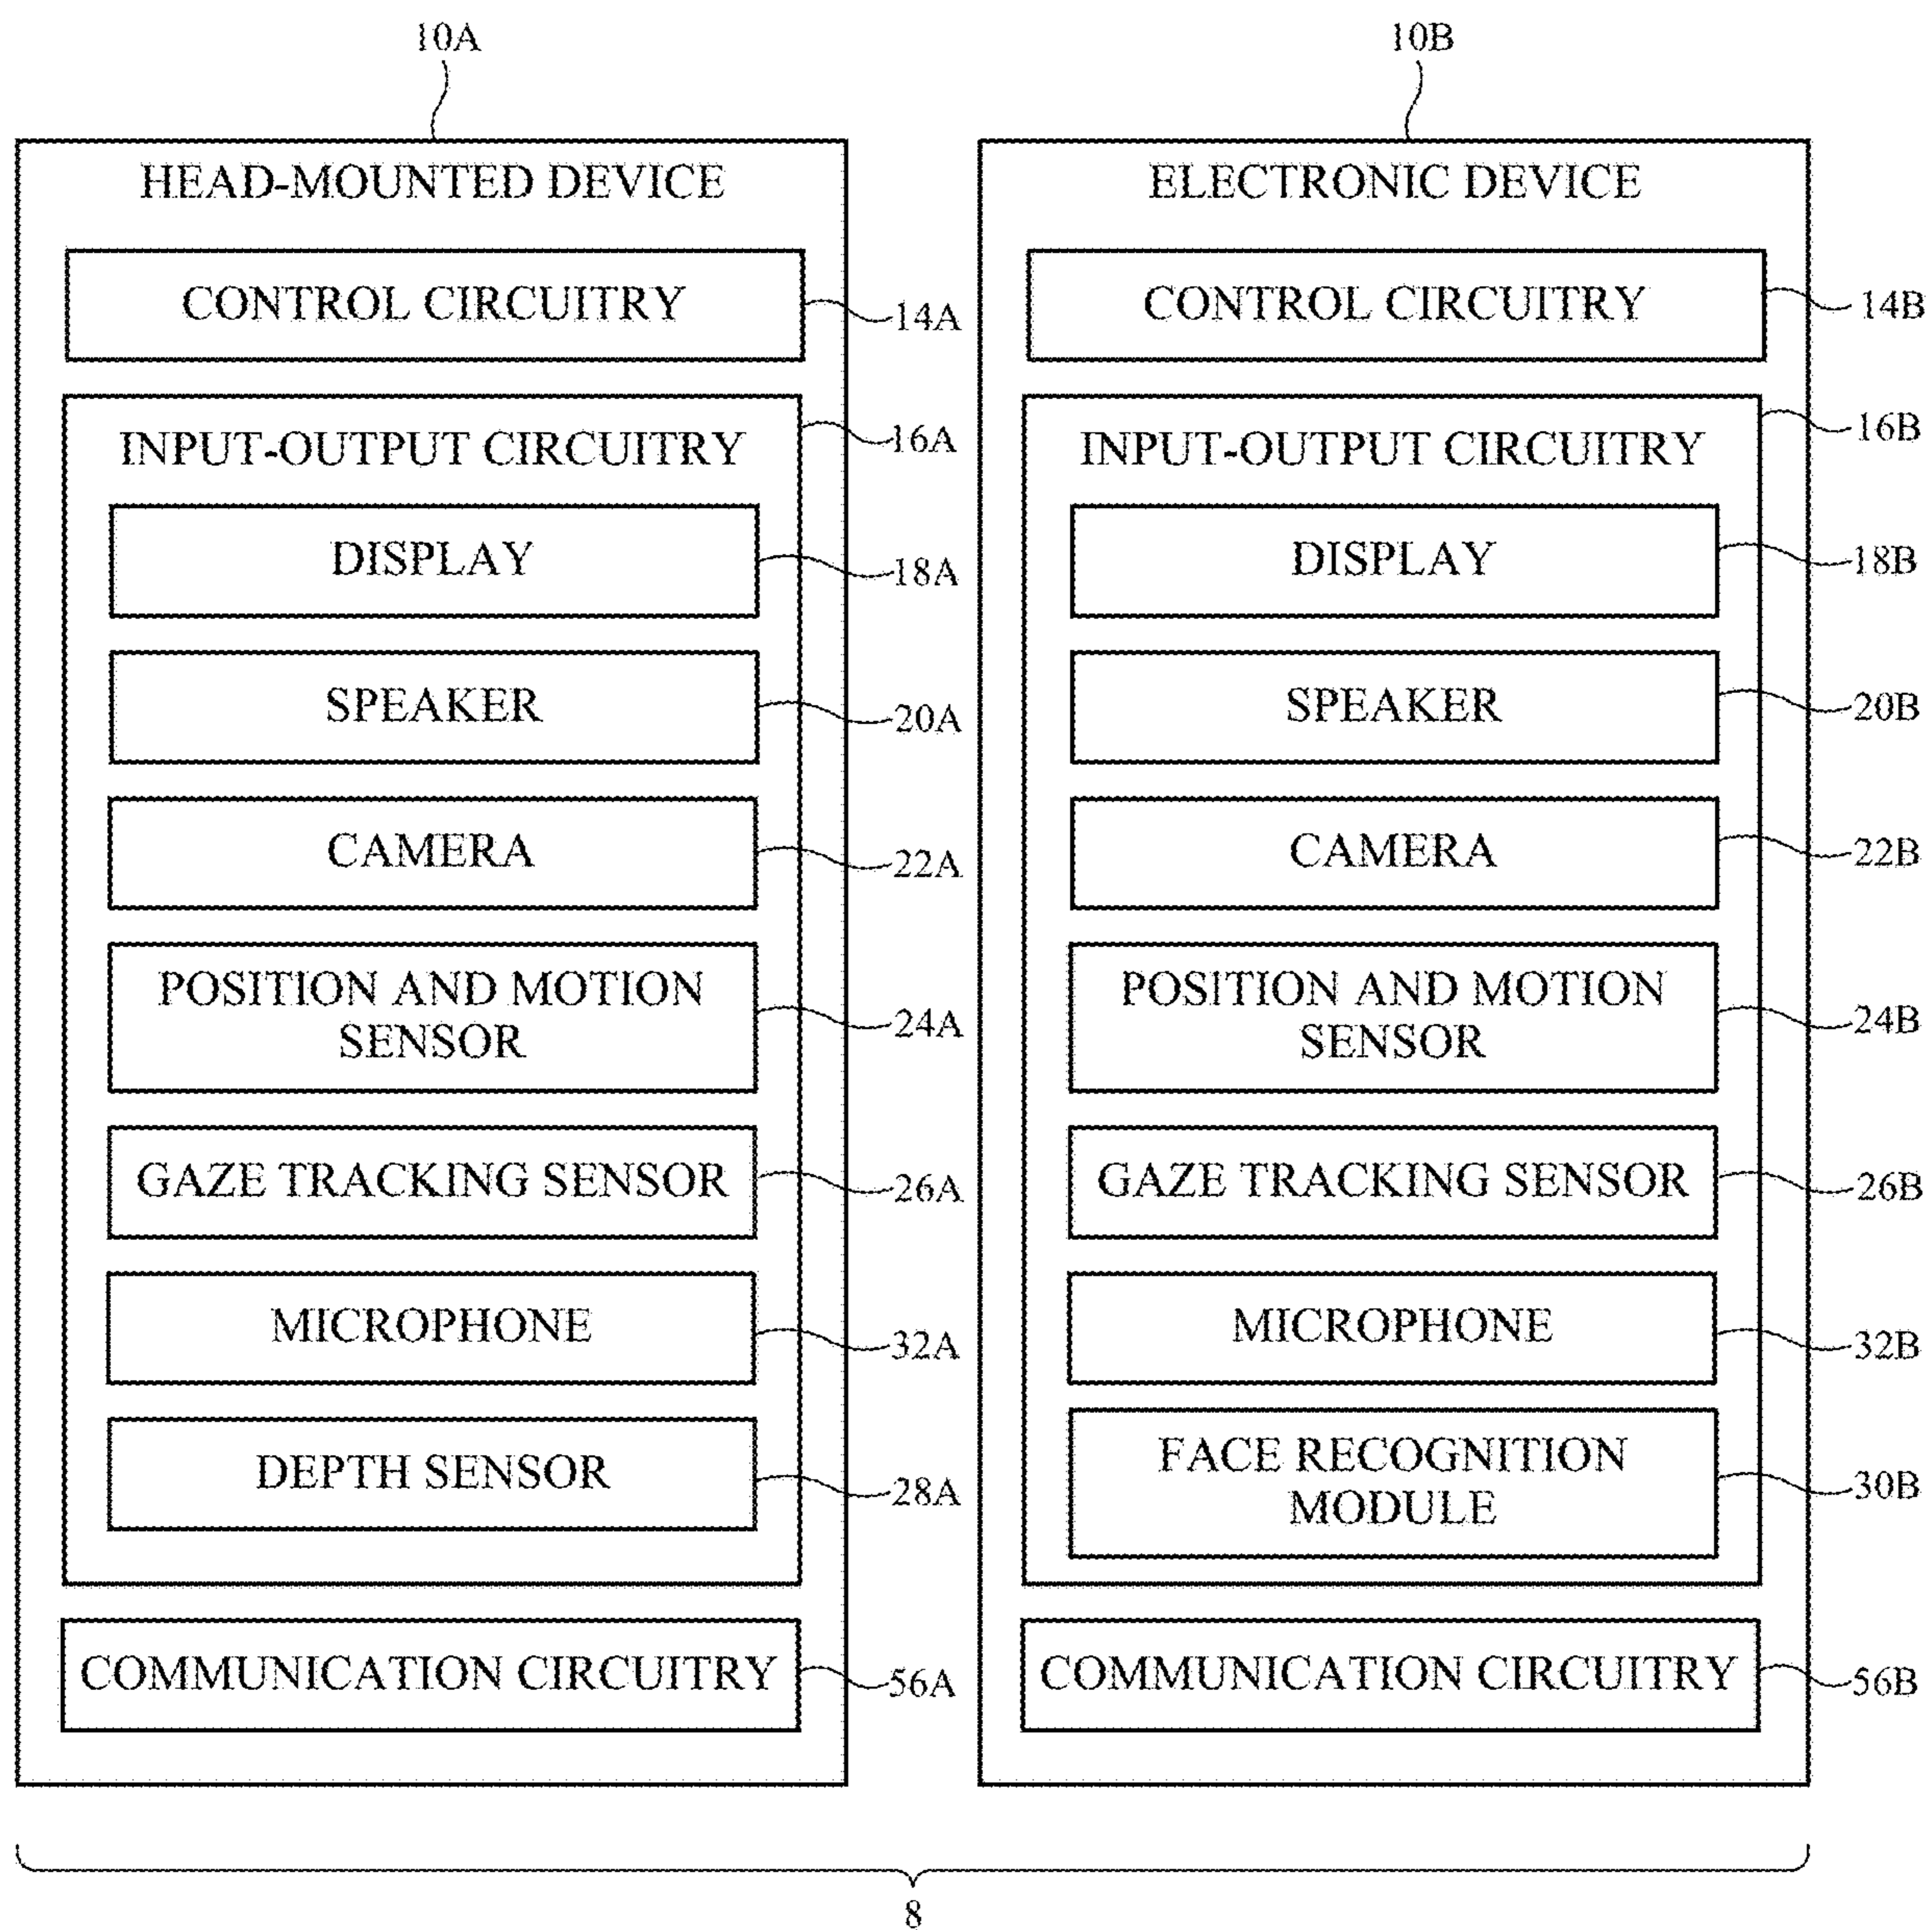 10A
HEAD-MOUNTED DEVICE
CONTROL CIRCUITRY
14A
INPUT-OUTPUT CIRCUITRY
16A
DISPLAY
18A
SPEAKER
20A
CAMERA
22A
POSITION AND MOTION
SENSOR
24A
GAZE TRACKING SENSOR
26A
MICROPHONE
32A
DEPTH SENSOR
28A
COMMUNICATION CIRCUITRY
56A
10B
ELECTRONIC DEVICE
CONTROL CIRCUITRY
14B
INPUT-OUTPUT CIRCUITRY
16B
DISPLAY
18B
SPEAKER
20B
CAMERA
22B
POSITION AND MOTION
SENSOR
24B
GAZE TRACKING SENSOR
26B
MICROPHONE
32B
FACE RECOGNITION
MODULE
30B
COMMUNICATION CIRCUITRY
56B
8